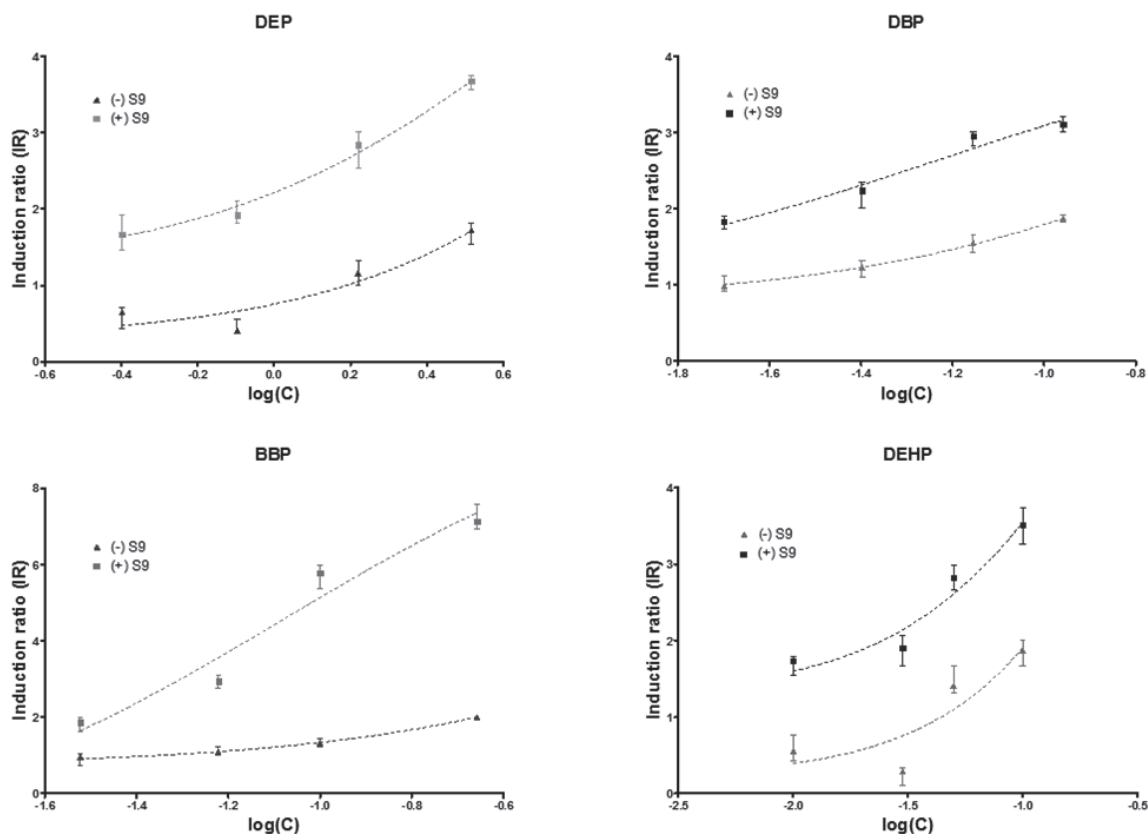 DEP
4
3
2
1
0
Induction ratio (IR)
(-) S9
(+) S9
-0.6 -0.4 -0.2 0.0 0.2 0.4 0.6
log(C)
DBP
4
3
2
1
0
Induction ratio (IR)
(-) S9
(+) S9
-1.8 -1.6 -1.4 -1.2 -1.0 -0.8
log(C)
BBP
8
6
4
2
0
Induction ratio (IR)
(-) S9
(+) S9
-1.6 -1.4 -1.2 -1.0 -0.8 -0.6
log(C)
DEHP
4
3
2
1
0
Induction ratio (IR)
(-) S9
(+) S9
-2.5 -2.0 -1.5 -1.0 -0.5
log(C)